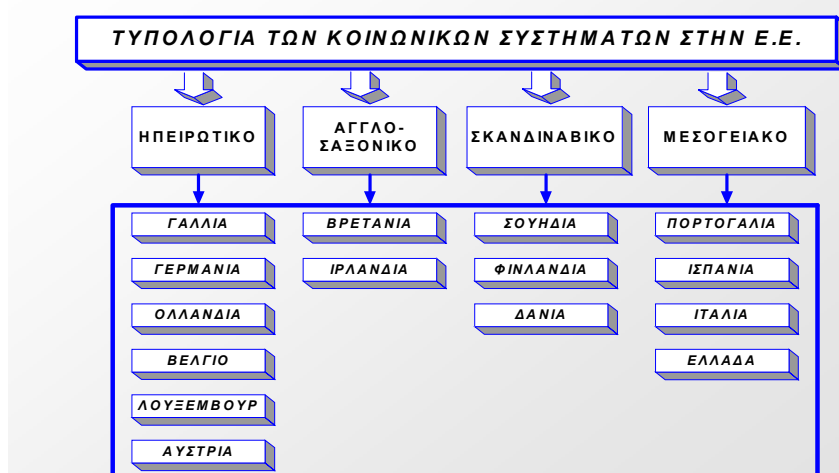 ΤΥΠΟΛΟΓΙΑ ΤΩΝ ΚΟΙΝΩΝΙΚΩΝ ΣΥΣΤΗΜΑΤΩΝ ΣΤΗΝ Ε.Ε.
ΗΠΕΙΡΩΤΙΚΟ
ΑΓΓΛΟ-
ΣΑΞΟΝΙΚΟ
ΣΚΑΝΔΙΝΑΒΙΚΟ
ΜΕΣΟΓΕΙΑΚΟ
ΓΑΛΛΙΑ
ΓΕΡΜΑΝΙΑ
ΟΛΛΑΝΔΙΑ
ΒΕΛΓΙΟ
ΛΟΥΞΕΜΒΟΥΡ
ΑΥΣΤΡΙΑ
ΒΡΕΤΑΝΙΑ
ΙΡΛΑΝΔΙΑ
ΣΟΥΗΔΙΑ
ΦΙΝΛΑΝΔΙΑ
ΔΑΝΙΑ
ΠΟΡΤΟΓΑΛΙΑ
ΙΣΠΑΝΙΑ
ΙΤΑΛΙΑ
ΕΛΛΑΔΑ